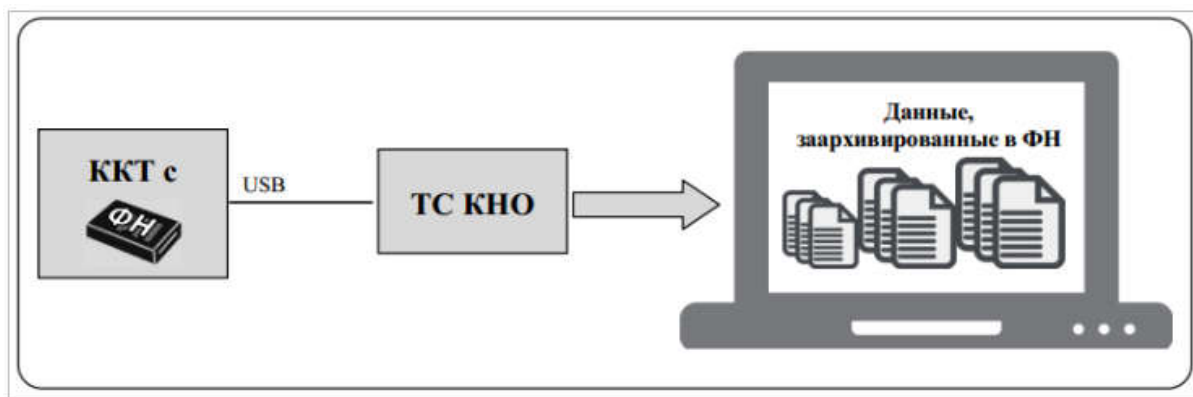 ККТ с
ФН
USB
ТС КНО
Данные,
заархивированные в ФН